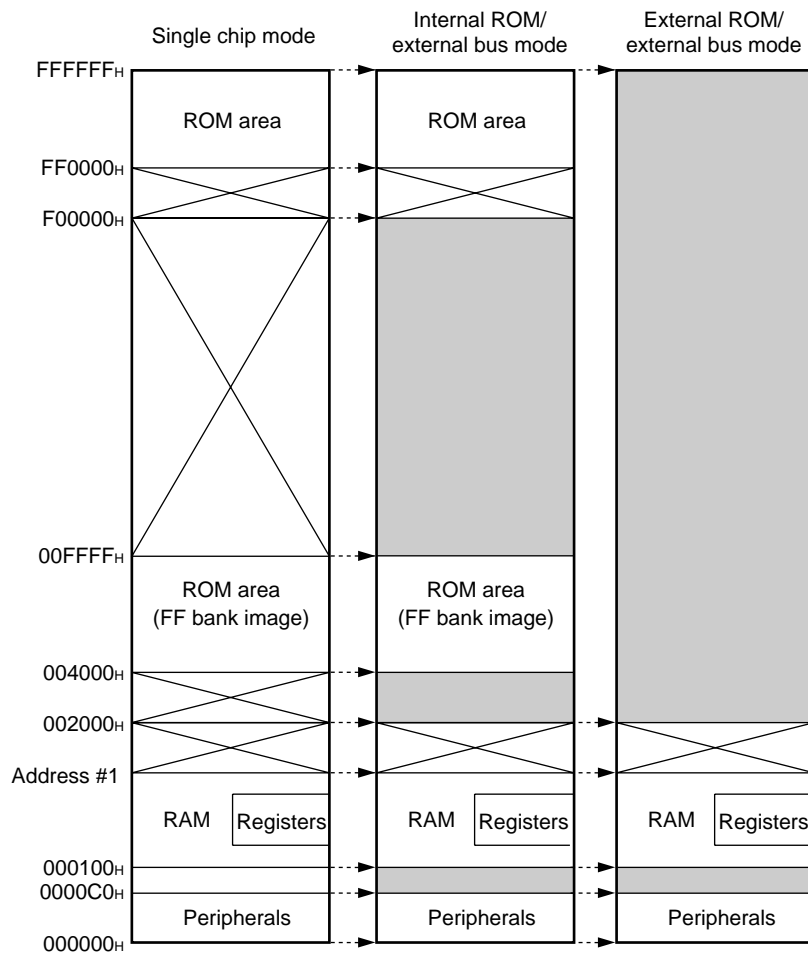 Single chip mode
Internal ROM/
external bus mode
External ROM/
external bus mode
FFFFFFH
ROM area
ROM area
FF0000H
F00000H
00FFFFH
ROM area
(FF bank image)
ROM area
(FF bank image)
004000H
002000H
Address #1
RAM
Registers
RAM
Registers
RAM
Registers
000100H
0000C0H
Peripherals
Peripherals
Peripherals
000000H